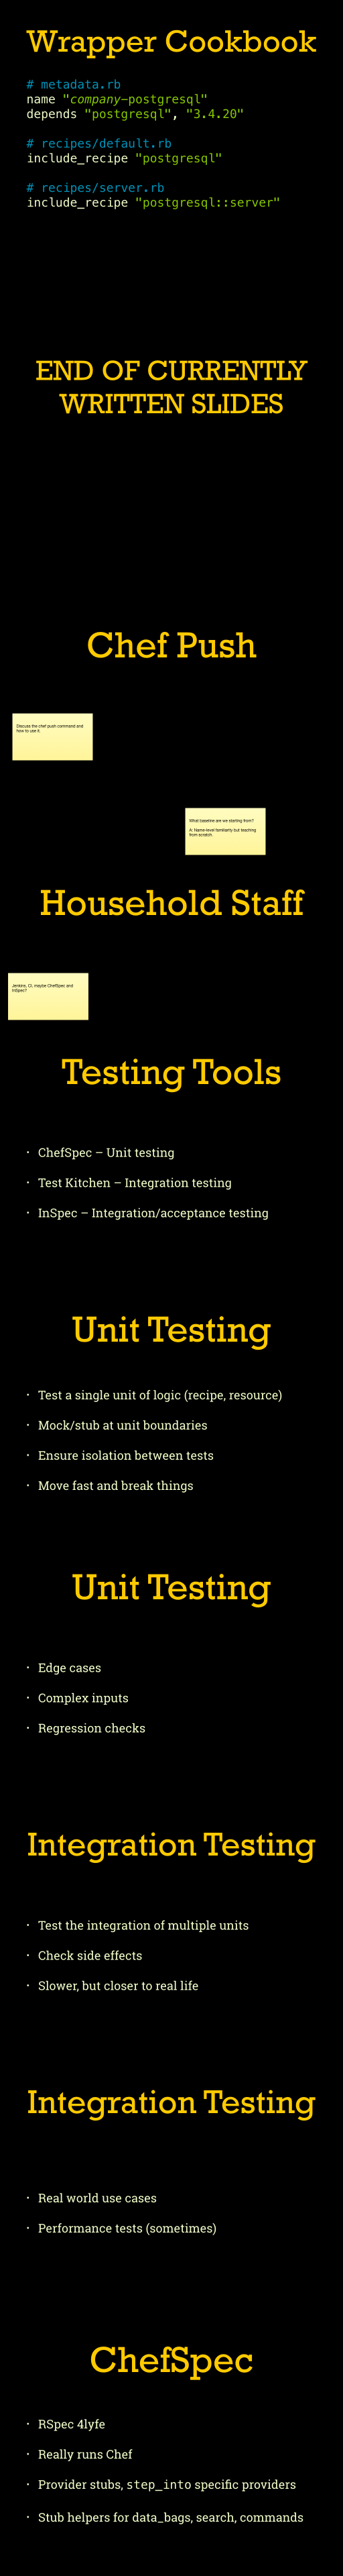 Wrapper Cookbook
# metadata.rb
name "company-postgresql"
depends "postgresql", "3.4.20"
# recipes/default.rb
include_recipe "postgresql"
# recipes/server.rb
include_recipe "postgresql::server"
END OF CURRENTLY
WRITTEN SLIDES
Chef Push
Discuss the chef push command and
how to use it.
What baseline are we starting from?
A: Name-level familiarity but teaching
from scratch.
Household Staff
Jenkins, CI, maybe ChefSpec and
InSpec?
Testing Tools
• ChefSpec – Unit testing
• Test Kitchen – Integration testing
• InSpec – Integration/acceptance testing
Unit Testing
• Test a single unit of logic (recipe, resource)
• Mock/stub at unit boundaries
• Ensure isolation between tests
• Move fast and break things
Unit Testing
• Edge cases
• Complex inputs
• Regression checks
Integration Testing
• Test the integration of multiple units
• Check side effects
• Slower, but closer to real life
Integration Testing
• Real world use cases
• Performance tests (sometimes)
ChefSpec
• RSpec 4lyfe
• Really runs Chef
• Provider stubs, step_into specific providers
• Stub helpers for data_bags, search, commands